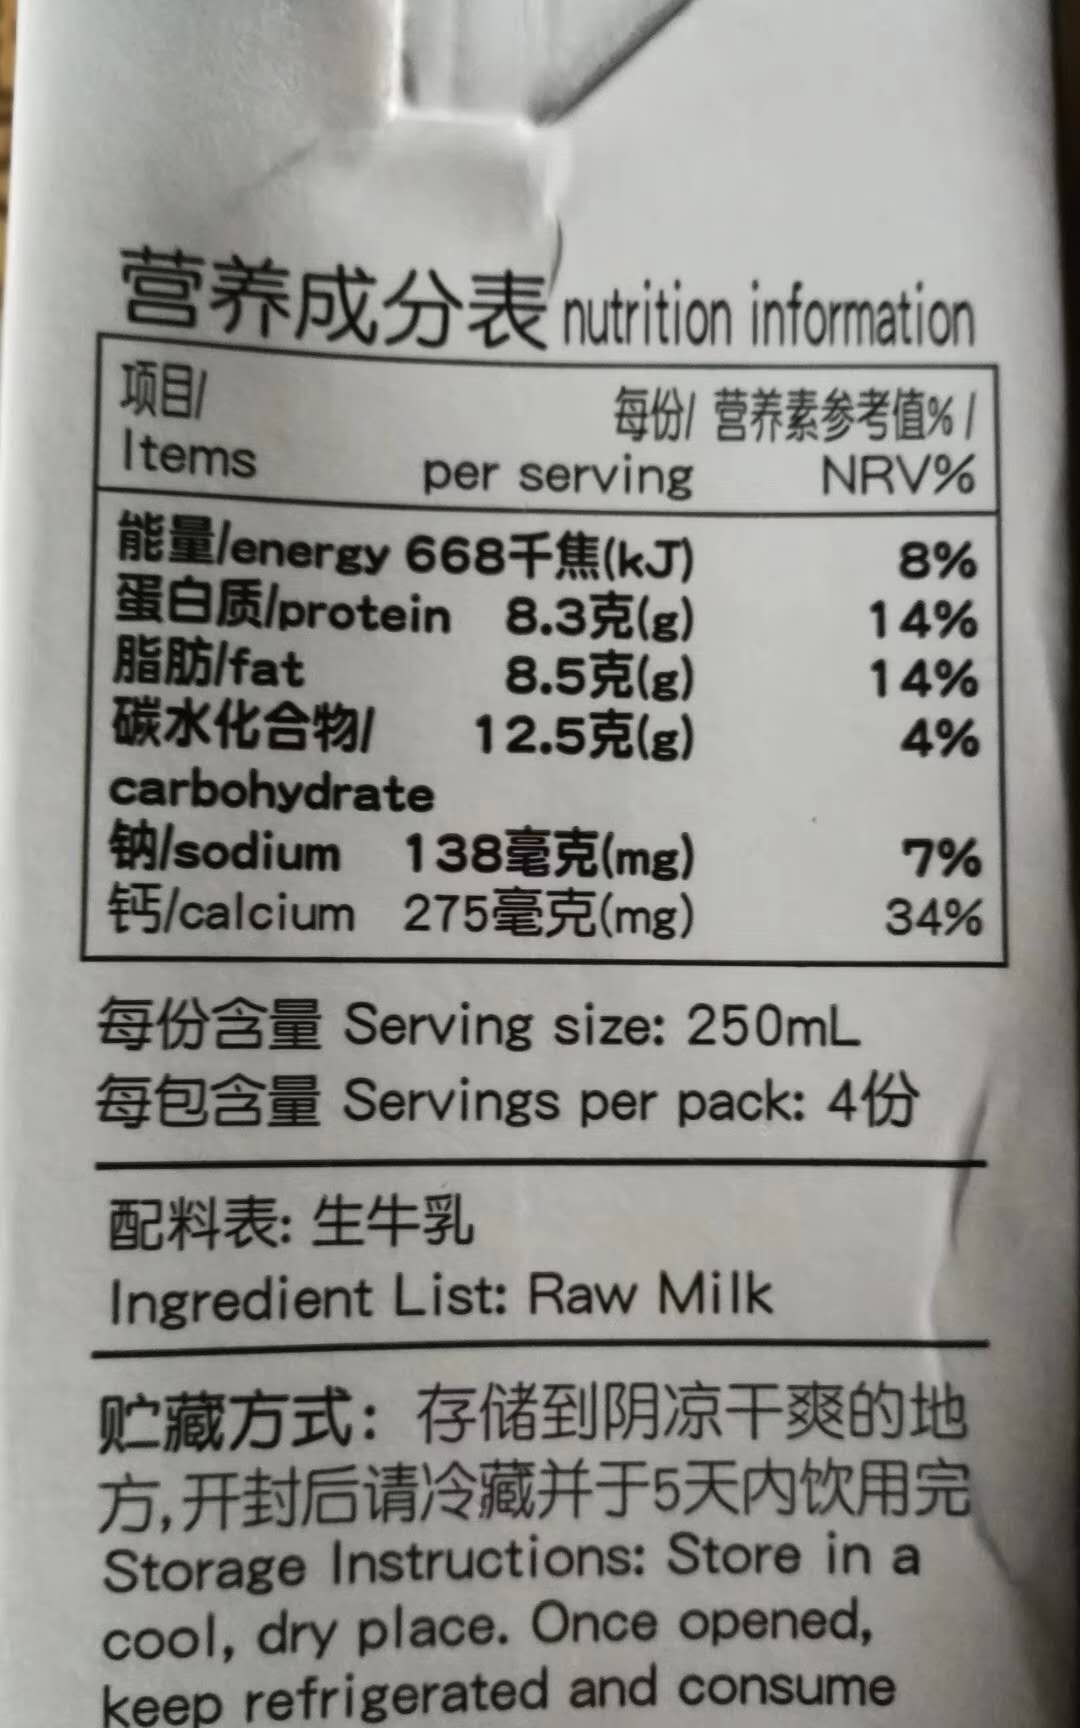 营养成分表 nutrition information
项目/ 每份/ 营养素参考值% /
Items per serving NRV%
能量/energy 668千焦(kJ) 8%
蛋白质/protein 8.3克(g) 14%
脂肪/fat 8.5克(g) 14%
碳水化合物/ 12.5克(g) 4%
carbohydrate
钠/sodium 138毫克(mg) 7%
钙/calcium 275毫克(mg) 34%
每份含量 Serving size: 250mL
每包含量 Servings per pack: 4份
配料表: 生牛乳
Ingredient List: Raw Milk
贮藏方式: 存储到阴凉干爽的地
方,开封后请冷藏并于5天内饮用完
Storage Instructions: Store in a
cool, dry place. Once opened,
keep refrigerated and consume